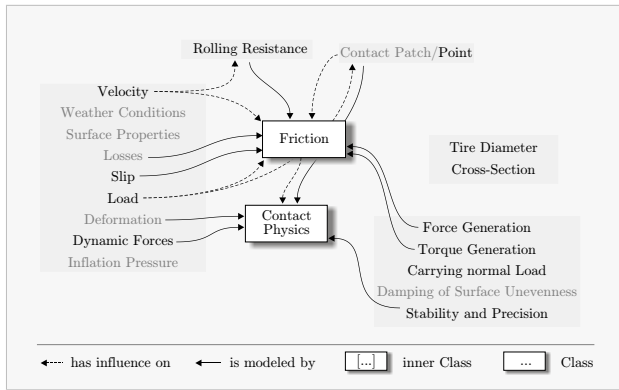 Rolling Resistance
Contact Patch/Point
Velocity
Weather Conditions
Surface Properties
Losses
Slip
Load
Deformation
Dynamic Forces
Inflation Pressure
Friction
Contact
Physics
Tire Diameter
Cross-Section
Force Generation
Torque Generation
Carrying normal Load
Damping of Surface Unevenness
Stability and Precision
has influence on
is modeled by
[...]
inner Class
...
Class